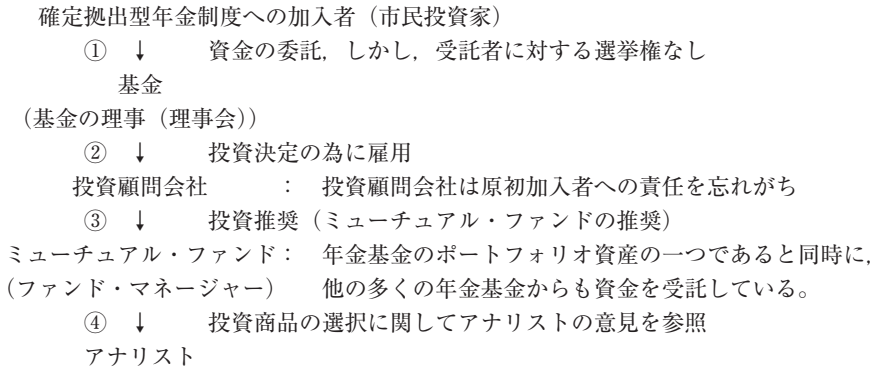 確定拠出型年金制度への加入者（市民投資家）
① ↓ 資金の委託，しかし，受託者に対する選挙権なし
基金
（基金の理事（理事会））
② ↓ 投資決定の為に雇用
投資顧問会社 ： 投資顧問会社は原初加入者への責任を忘れがち
③ ↓ 投資推奨（ミューチュアル・ファンドの推奨）
ミューチュアル・ファンド： 年金基金のポートフォリオ資産の一つであると同時に，
（ファンド・マネージャー） 他の多くの年金基金からも資金を受託している。
④ ↓ 投資商品の選択に関してアナリストの意見を参照
アナリスト